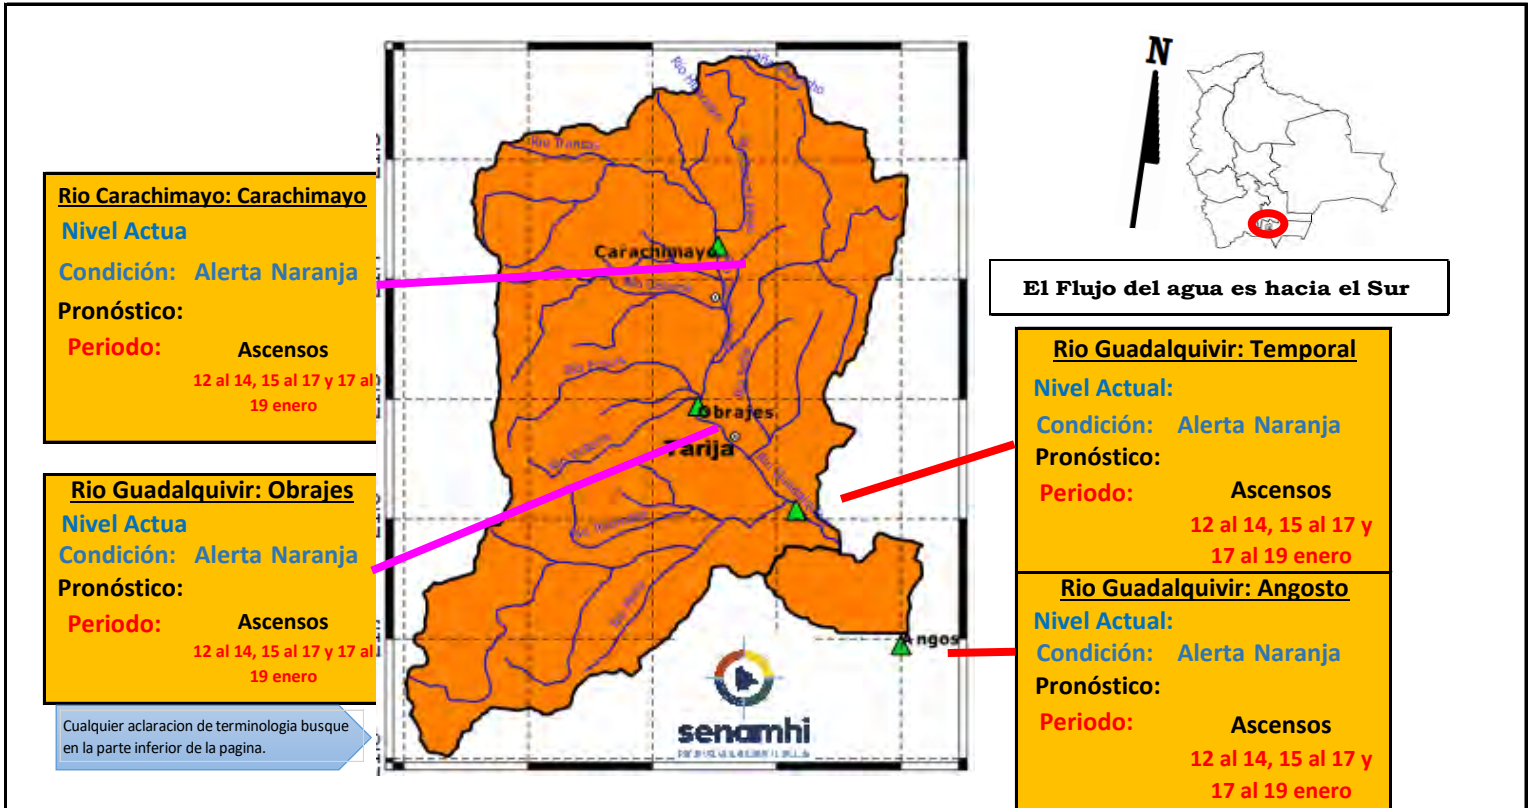 N
Rio Carachimayo: Carachimayo
Nivel Actua
Condición: Alerta Naranja
Pronóstico:
Periodo: Ascensos
12 al 14, 15 al 17 y 17 al
19 enero
Rio Guadalquivir: Obrajes
Nivel Actua
Condición: Alerta Naranja
Pronóstico:
Periodo: Ascensos
12 al 14, 15 al 17 y 17 al
19 enero
Cualquier aclaracion de terminologia busque
en la parte inferior de la pagina.
Rio Trancas
Carachimayo
Obrajes
Tarija
Angos
senamhi
El Flujo del agua es hacia el Sur
Rio Guadalquivir: Temporal
Nivel Actual:
Condición: Alerta Naranja
Pronóstico:
Periodo: Ascensos
12 al 14, 15 al 17 y
17 al 19 enero
Rio Guadalquivir: Angosto
Nivel Actual:
Condición: Alerta Naranja
Pronóstico:
Periodo: Ascensos
12 al 14, 15 al 17 y
17 al 19 enero